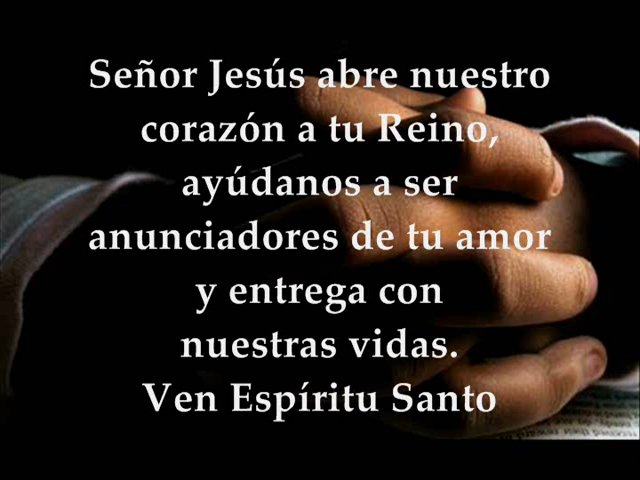 Señor Jesús abre nuestro
corazón a tu Reino,
ayúdanos a ser
anunciadores de tu amor
y entrega con
nuestras vidas.
Ven Espíritu Santo